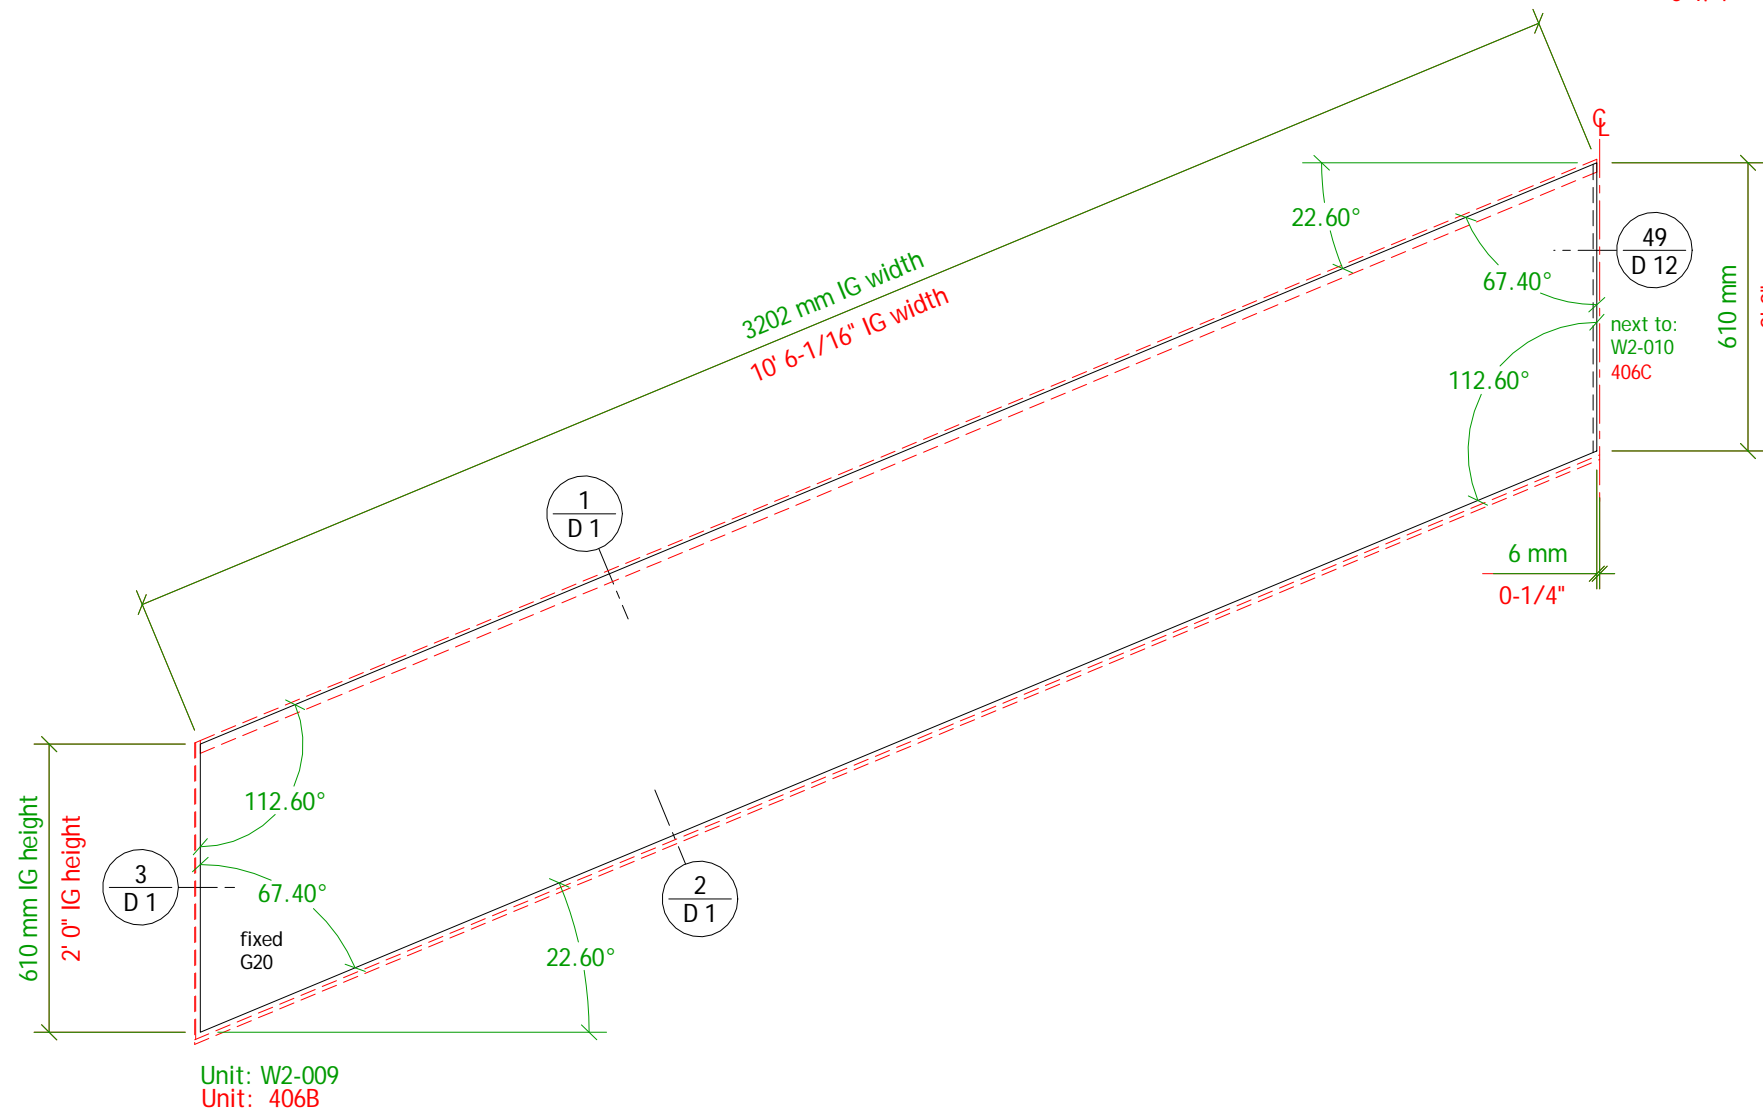 3202 mm IG width
10' 6-1/16" IG width
22.60°
67.40°
49
D 12
next to:
W2-010
406C
610 mm
112.60°
1
D 1
6 mm
0-1/4"
112.60°
610 mm IG height
2' 0" IG height
3
D 1
67.40°
fixed
G20
2
D 1
22.60°
Unit: W2-009
Unit: 406B